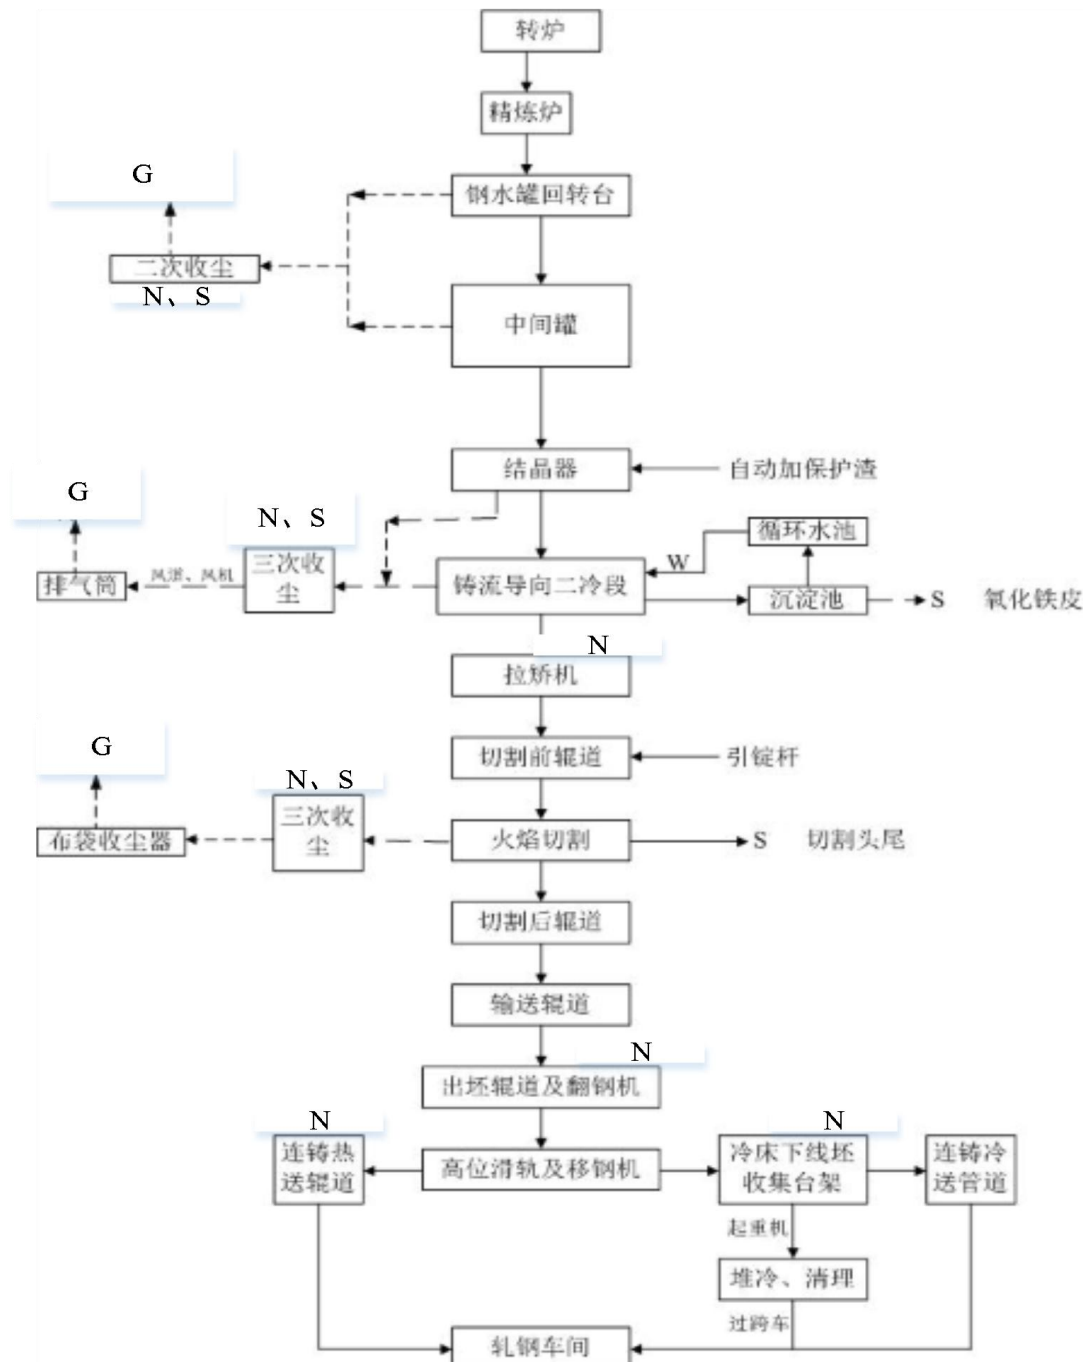 转炉
精炼炉
G
钢水罐回转台
二次收尘
N、S
中间罐
结晶器
自动加保护渣
G
N、S
循环水池
W
排气筒
风道、风机
三次收
尘
铸流导向二冷段
沉淀池
S 氧化铁皮
N
拉矫机
G
切割前辊道
引锭杆
N、S
布袋收尘器
三次收
尘
火焰切割
S 切割头尾
切割后辊道
输送辊道
N
出坯辊道及翻钢机
N
N
连铸热
送辊道
高位滑轨及移钢机
冷床下线坯
收集台架
连铸冷
送管道
起重机
堆冷、清理
过跨车
轧钢车间